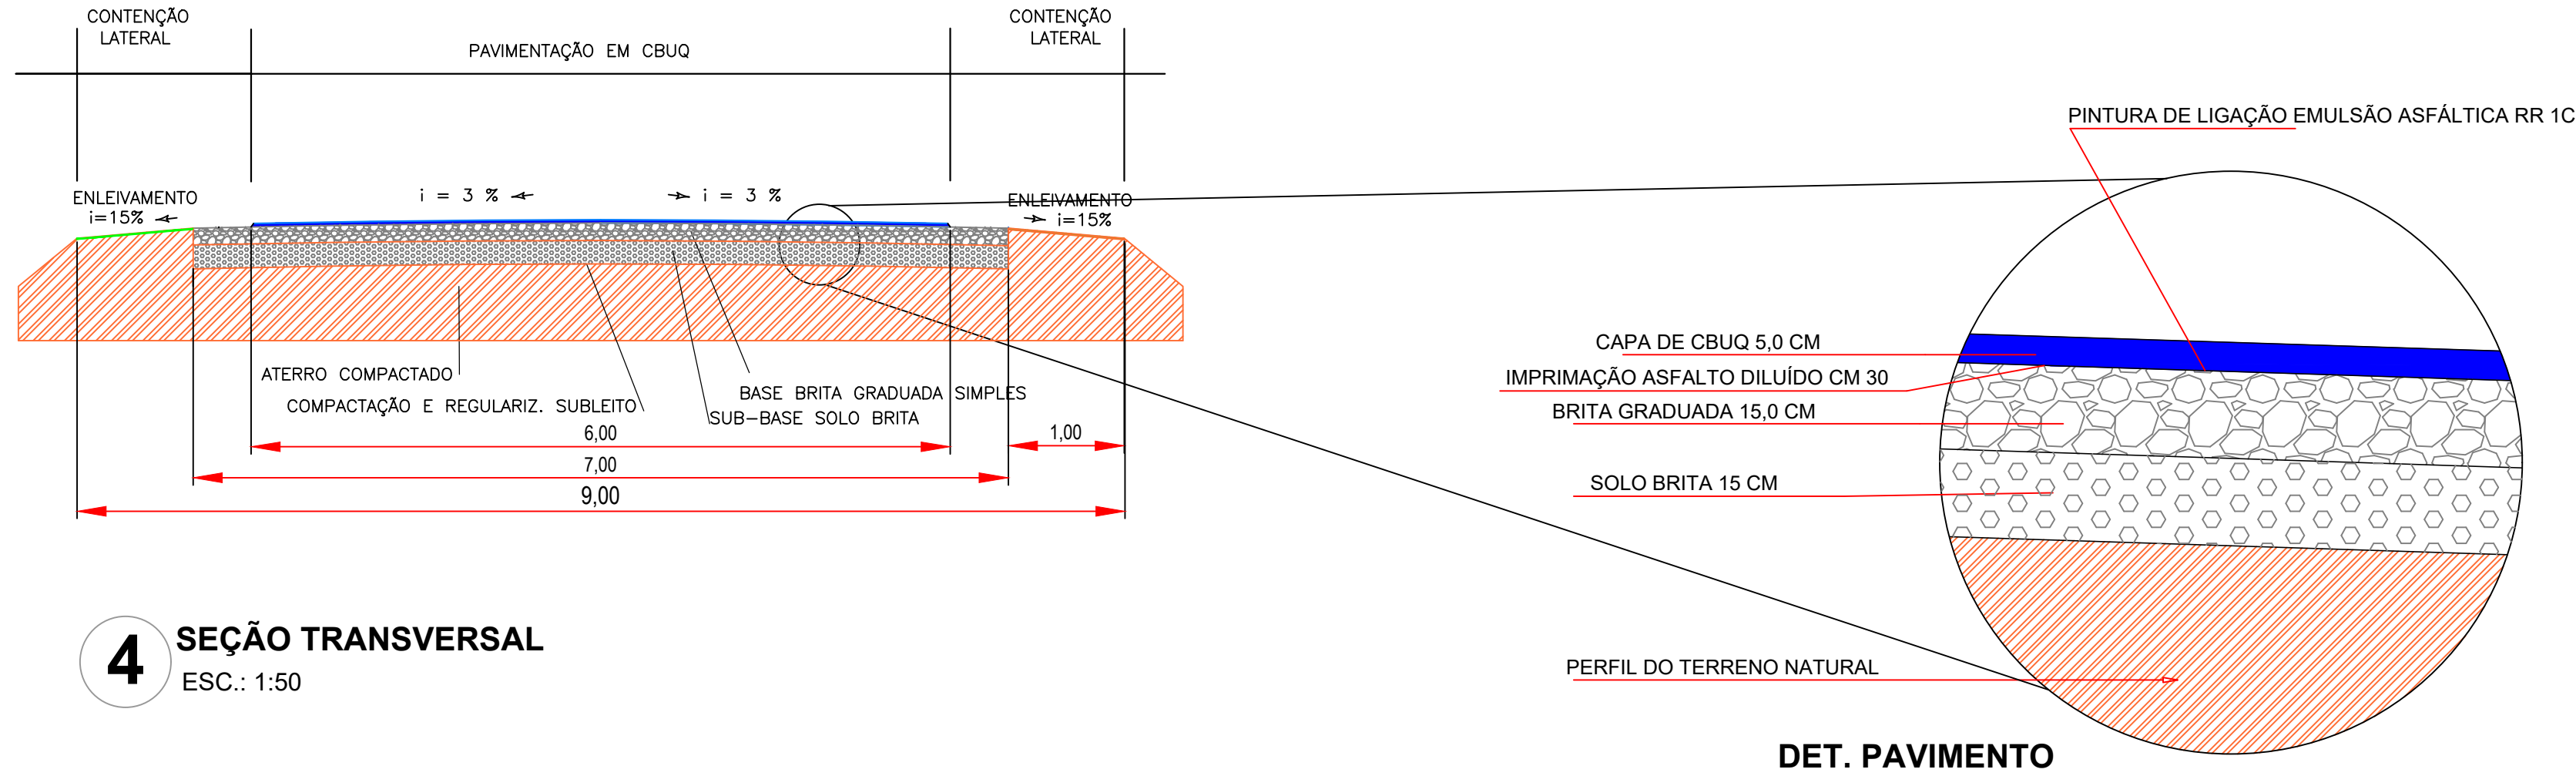 CONTENÇÃO
LATERAL
PAVIMENTAÇÃO EM CBUQ
CONTENÇÃO
LATERAL
ENLEIVAMENTO
i=15%
i = 3 %
i = 3 %
ENLEIVAMENTO
i=15%
ATERRO COMPACTADO
COMPACTAÇÃO E REGULARIZ. SUBLEITO
BASE BRITA GRADUADA SIMPLES
SUB-BASE SOLO BRITA
6,00
1,00
7,00
9,00
4
SEÇÃO TRANSVERSAL
ESC.: 1:50
PINTURA DE LIGAÇÃO EMULSÃO ASFÁLTICA RR 1C
CAPA DE CBUQ 5,0 CM
IMPRIMAÇÃO ASFALTO DILUÍDO CM 30
BRITA GRADUADA 15,0 CM
SOLO BRITA 15 CM
PERFIL DO TERRENO NATURAL
DET. PAVIMENTO